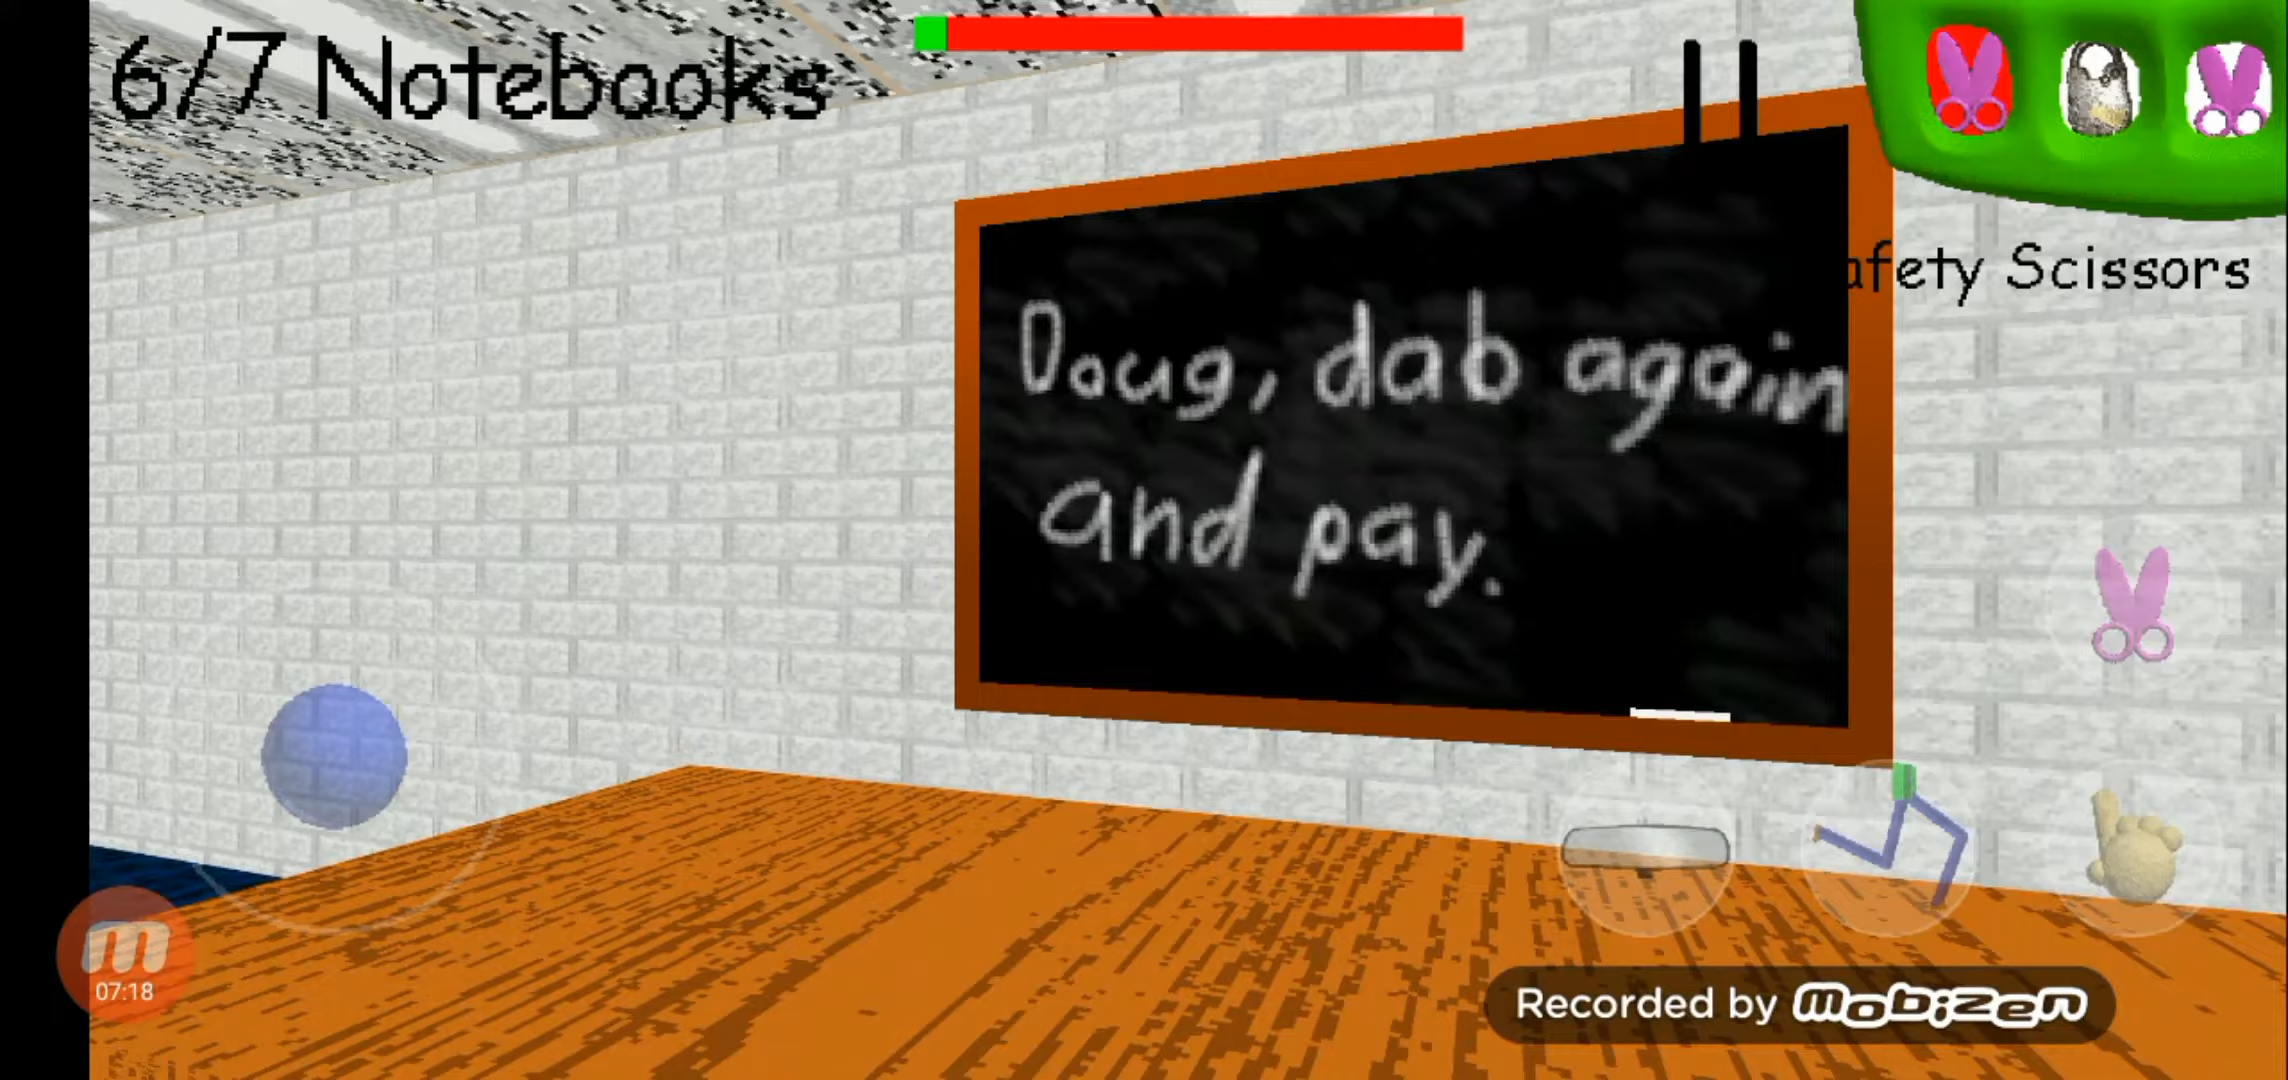 6/7 Notebooks
afety Scissors
Doug, dab again
and pay.
07:18
Recorded by mobizen